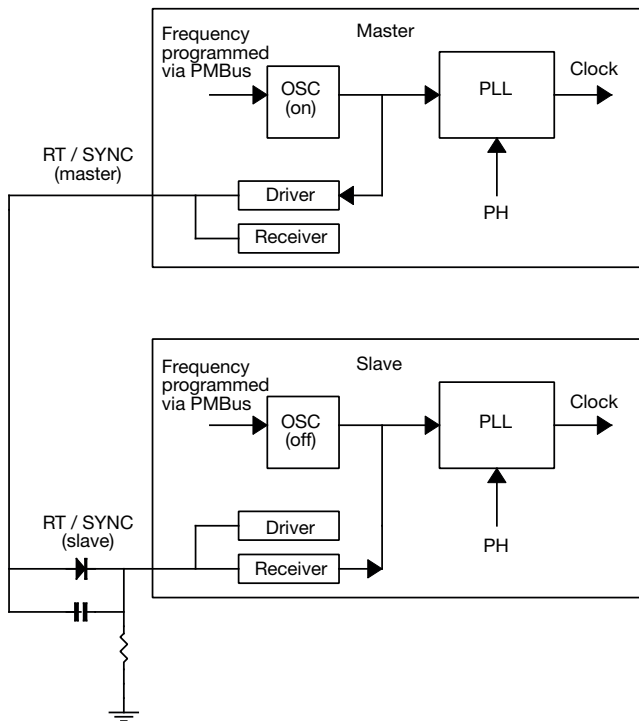 Frequency
programmed
via PMBus
Master
OSC
(on)
PLL
Clock
RT / SYNC
(master)
Driver
Receiver
PH
Frequency
programmed
via PMBus
Slave
OSC
(off)
PLL
Clock
RT / SYNC
(slave)
Driver
Receiver
PH